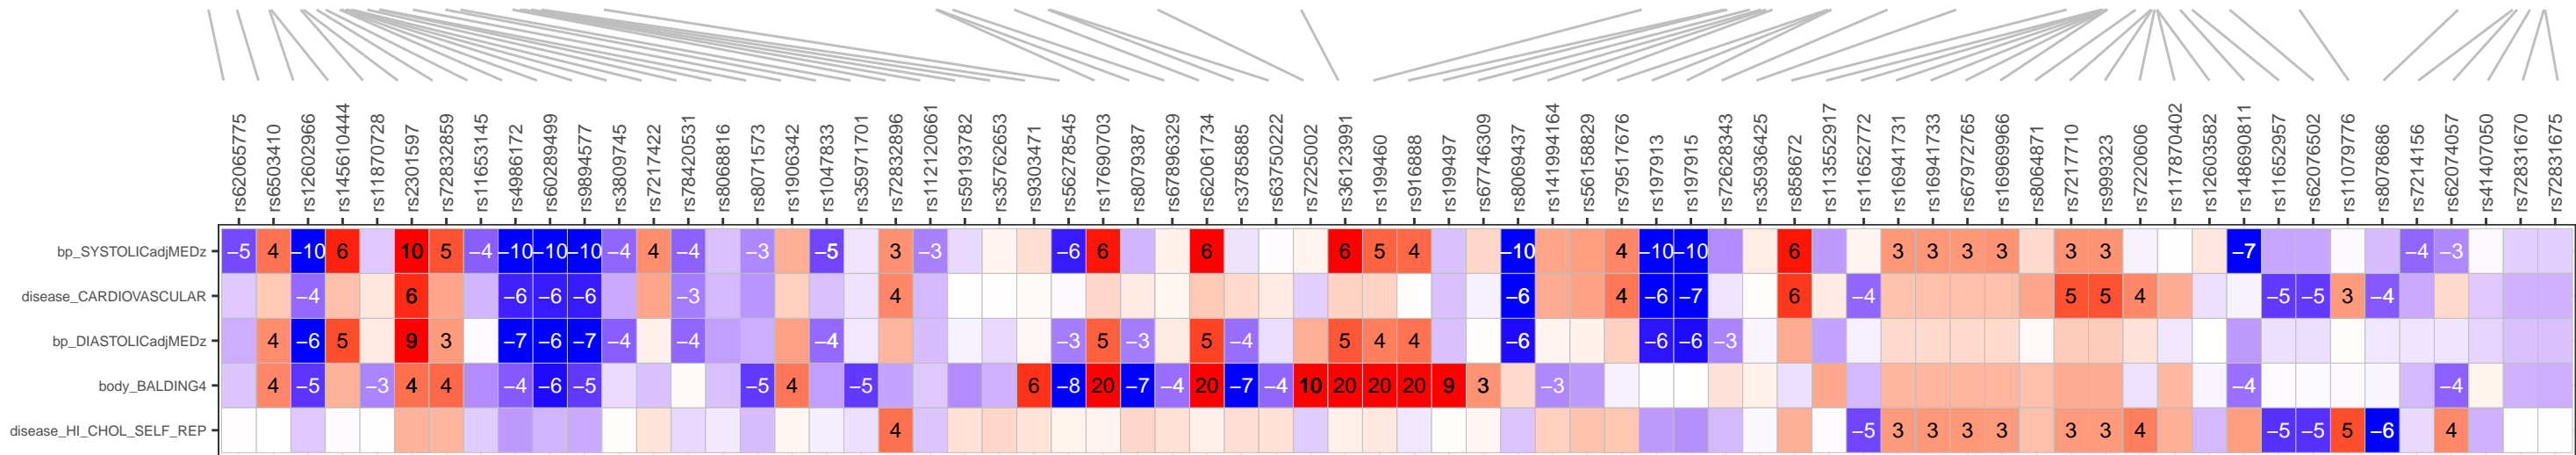 rs62065775
rs6503410
rs12602966
rs145610444
rs11870728
rs2301597
rs72832859
rs11653145
rs4986172
rs60289499
rs9894577
rs3809745
rs7217422
rs78420531
rs8068816
rs8071573
rs1906342
rs1047833
rs35971701
rs72832896
rs112120661
rs59193782
rs35762653
rs9303471
rs56278545
rs17690703
rs8079387
rs67896329
rs62061734
rs3785885
rs63750222
rs7225002
rs36123991
rs199460
rs916888
rs199497
rs67746309
rs8069437
rs141994164
rs56158829
rs79517676
rs197913
rs197915
rs72628343
rs35936425
rs858672
rs113552917
rs11652772
rs16941731
rs16941733
rs67972765
rs16969966
rs8064871
rs7217710
rs999323
rs7220606
rs117870402
rs12603582
rs148690811
rs11652957
rs62076502
rs11079776
rs8078686
rs7214156
rs62074057
rs41407050
rs72831670
rs72831675
bp_SYSTOLICadjMEDz −5 4 −10 6 10 5 −4 −10 −10 −10 −4 4 −4 −3 −5 3 −3 −6 6 6 6 5 4 −10 4 −10 −10 6 3 3 3 3 3 3 −7 −4 −3
disease_CARDIOVASCULAR −4 6 −6 −6 −6 −3 4 −6 4 −6 −7 6 −4 5 5 4 −5 −5 3 −4
bp_DIASTOLICadjMEDz 4 −6 5 9 3 −7 −6 −7 −4 −4 −4 −3 5 −3 5 −4 5 4 4 −6 −6 −6 −3
body_BALDING4 4 −5 −3 4 4 −4 −6 −5 −5 4 −5 6 −8 20 −7 −4 20 −7 −4 10 20 20 20 9 3 −3 −4 −4
disease_HI_CHOL_SELF_REP 4 −5 3 3 3 3 3 3 4 −5 −5 5 −6 4